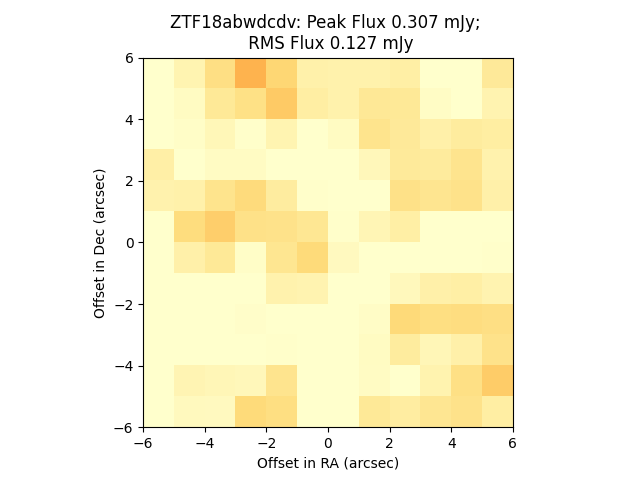 ZTF18abwdcdv: Peak Flux 0.307 mJy;
RMS Flux 0.127 mJy
6
4
2
0
−2
−4
−6
Offset in Dec (arcsec)
−6 −4 −2 0 2 4 6
Offset in RA (arcsec)